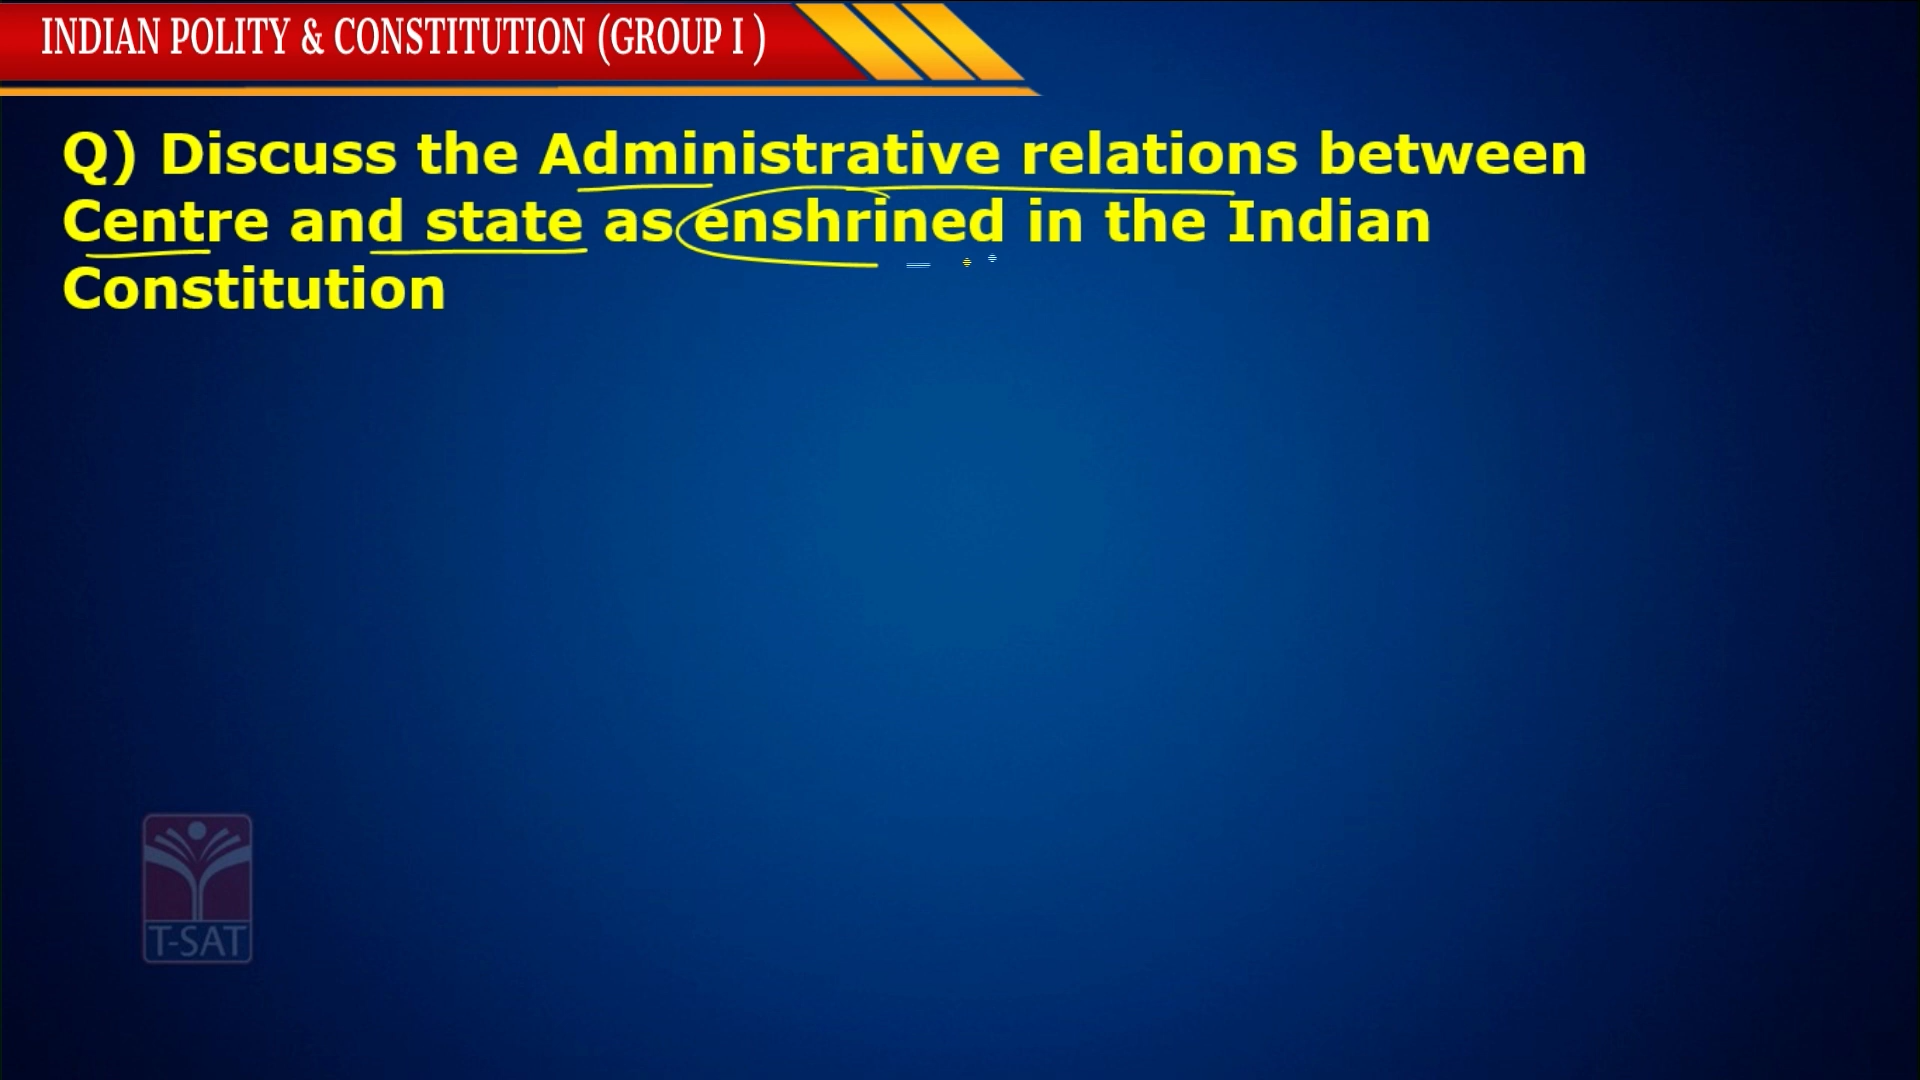 INDIAN POLITY & CONSTITUTION (GROUP I )
Q) Discuss the Administrative relations between
Centre and state as enshrined in the Indian
Constitution
T-SAT